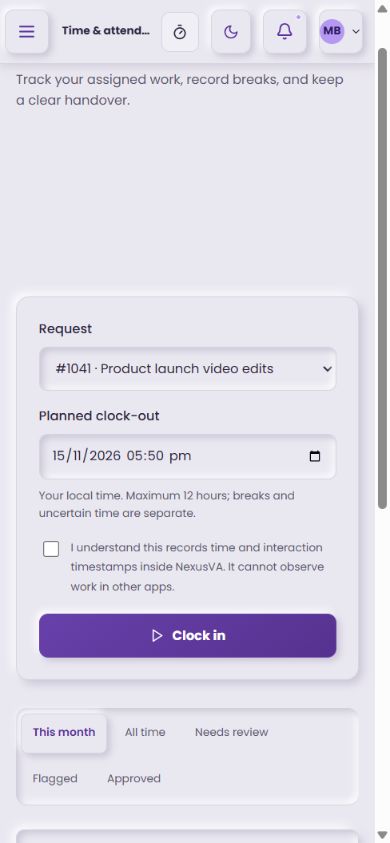 Time & attend...
MB
Track your assigned work, record breaks, and keep
a clear handover.
Request
#1041 · Product launch video edits
Planned clock-out
15/11/2026 05:50 pm
Your local time. Maximum 12 hours; breaks and
uncertain time are separate.
I understand this records time and interaction
timestamps inside NexusVA. It cannot observe
work in other apps.
Clock in
This month
All time
Needs review
Flagged
Approved